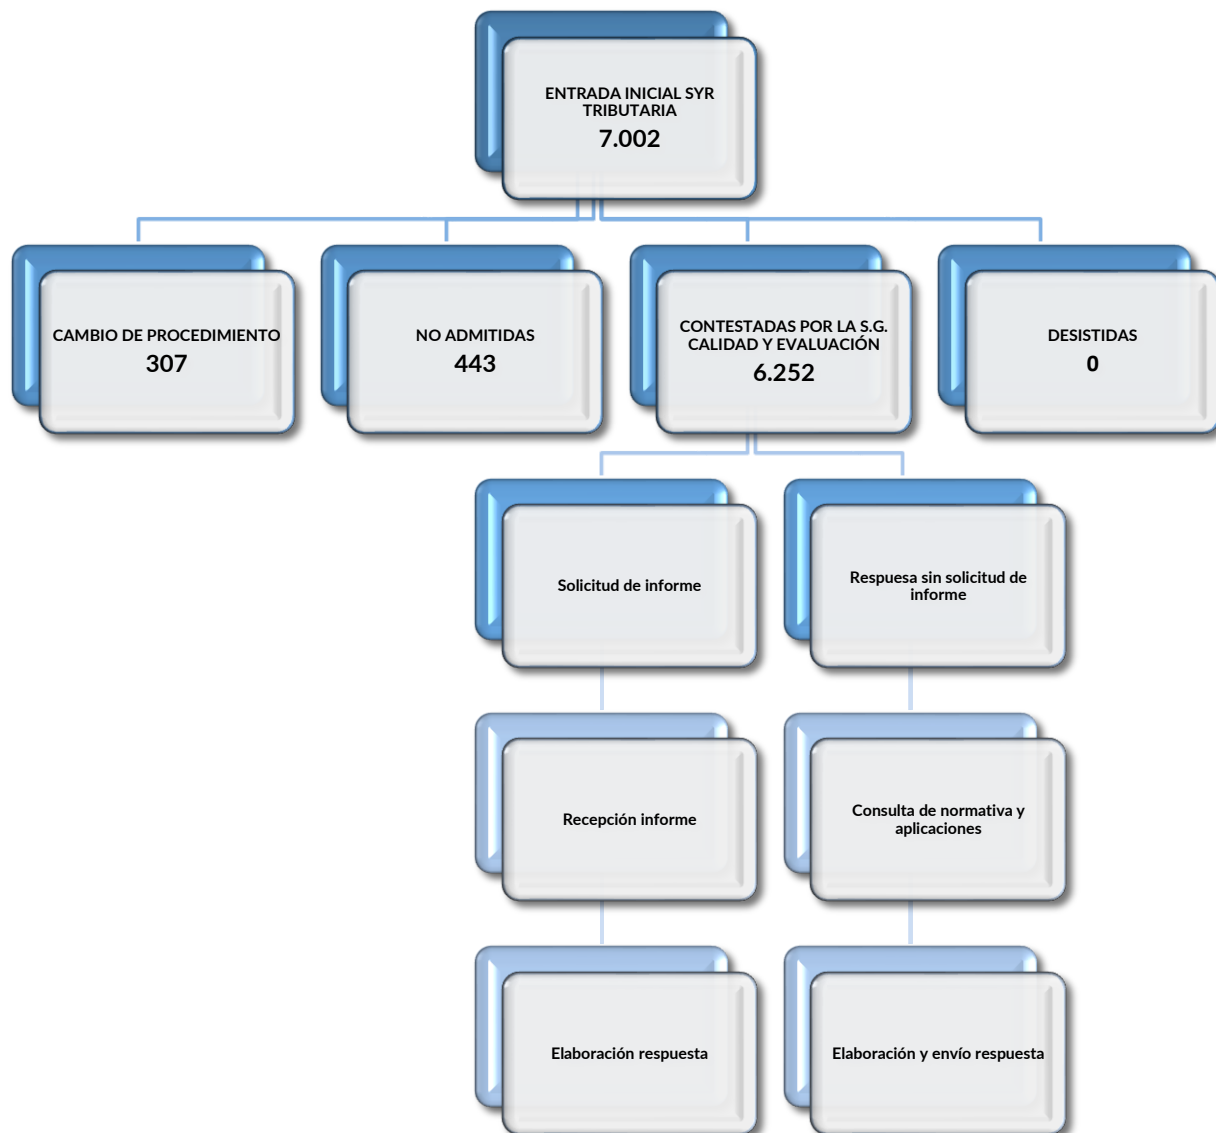 ENTRADA INICIAL SYR
TRIBUTARIA
7.002
CAMBIO DE PROCEDIMIENTO
307
NO ADMITIDAS
443
CONTESTADAS POR LA S.G.
CALIDAD Y EVALUACIÓN
6.252
DESISTIDAS
0
Solicitud de informe
Respuesa sin solicitud de
informe
Recepción informe
Consulta de normativa y
aplicaciones
Elaboración respuesta
Elaboración y envío respuesta